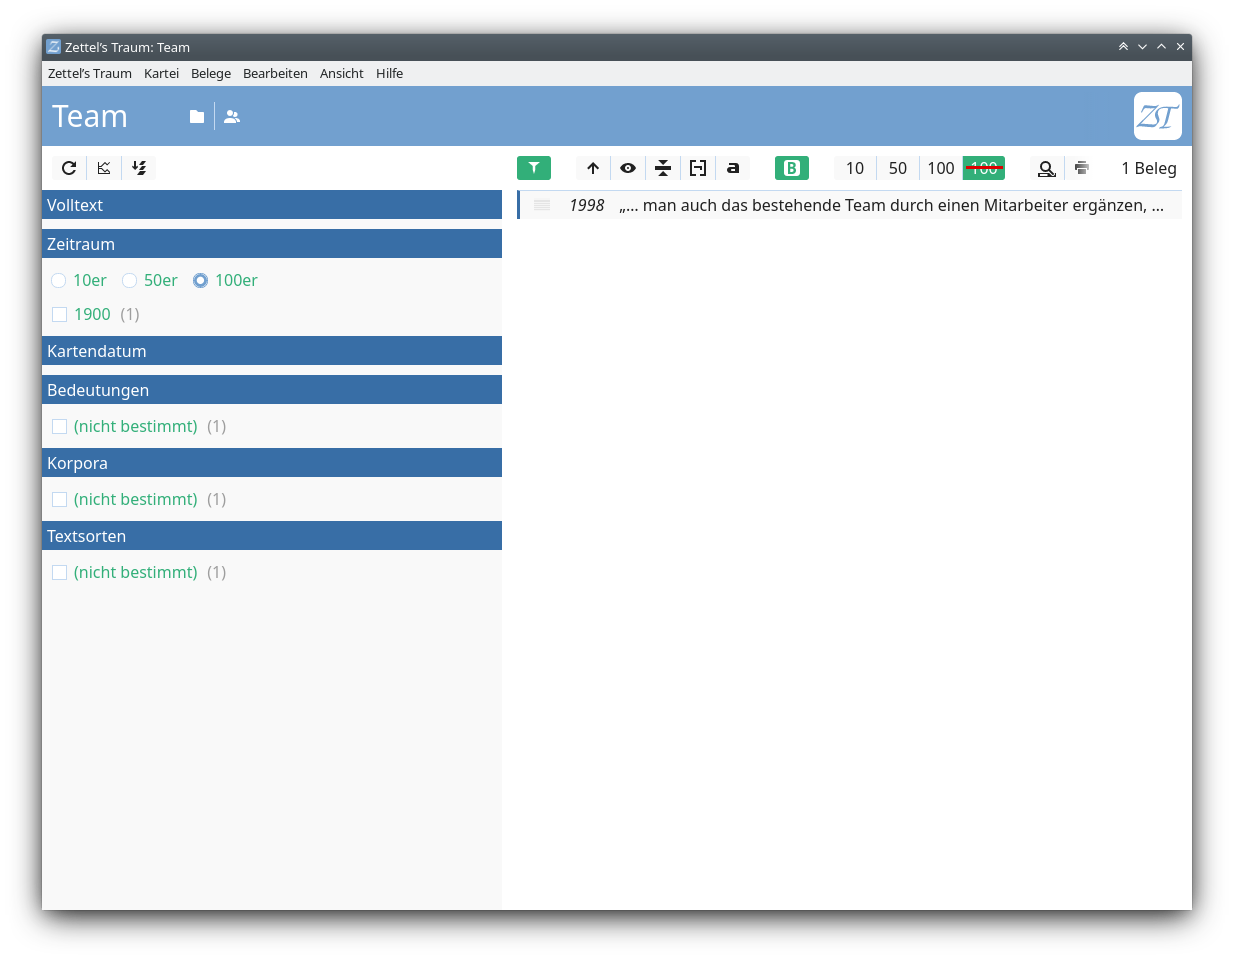 Zettel’s Traum: Team
Zettel’s Traum Kartei Belege Bearbeiten Ansicht Hilfe
Team
ZT
a B 10 50 100 100 1 Beleg
Volltext
1998 „… man auch das bestehende Team durch einen Mitarbeiter ergänzen, …
Zeitraum
10er 50er 100er
1900 (1)
Kartendatum
Bedeutungen
(nicht bestimmt) (1)
Korpora
(nicht bestimmt) (1)
Textsorten
(nicht bestimmt) (1)